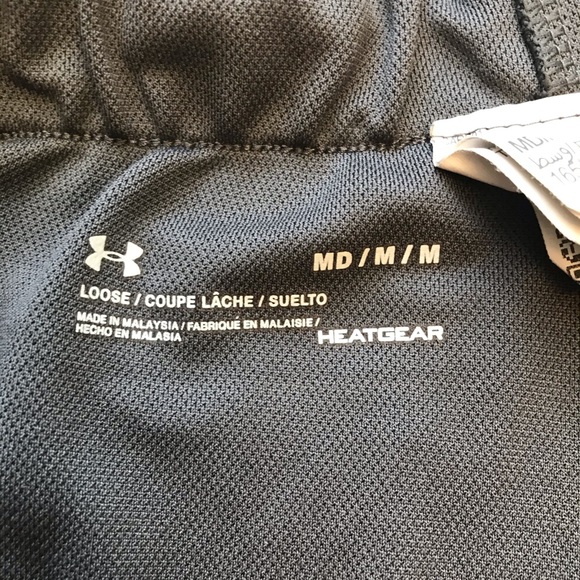 MD / M / M
LOOSE / COUPE LÂCHE / SUELTO
MADE IN MALAYSIA / FABRIQUÉ EN MALAISIE /
HECHO EN MALASIA
HEATGEAR